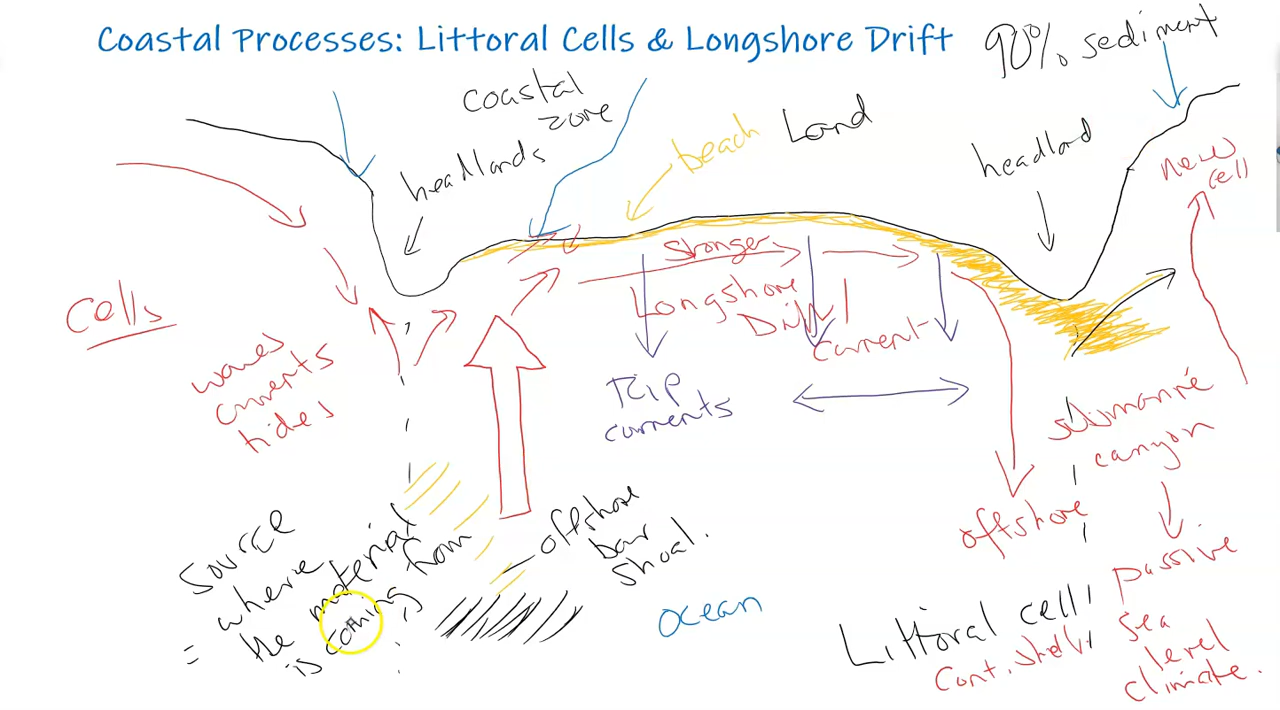 Coastal Processes: Littoral Cells & Longshore Drift
90% sediment
coastal
zone
headlands
beach
Land
headland
new
cell
cells
waves
currents
tides
stronger
Longshore
Drift
current
Rip
currents
submarine
canyon
offshore
passive
sea
level
climate.
source
where
= the material
is coming from
offshore
bar
shoal.
ocean
Littoral cell
cont. shelf